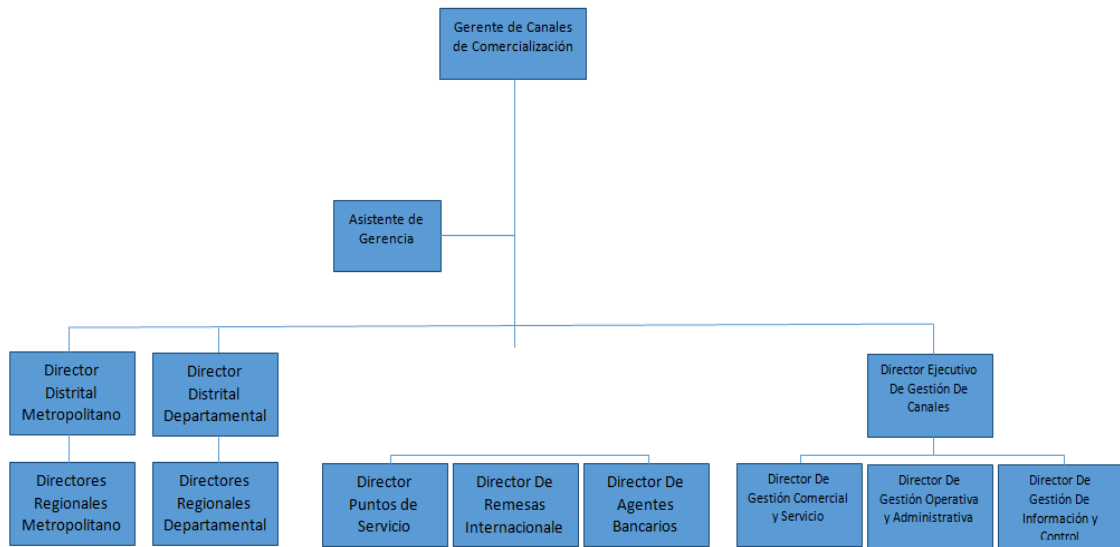 Gerente de Canales
de Comercialización
Asistente de
Gerencia
Director
Distrital
Metropolitano
Director
Distrital
Departamental
Director Ejecutivo
De Gestión De
Canales
Directores
Regionales
Metropolitano
Directores
Regionales
Departamental
Director
Puntos de
Servicio
Director De
Remesas
Internacionale
Director De
Agentes
Bancarios
Director De
Gestión Comercial
y Servicio
Director De
Gestión Operativa
y Administrativa
Director De
Gestión De
Información y
Control